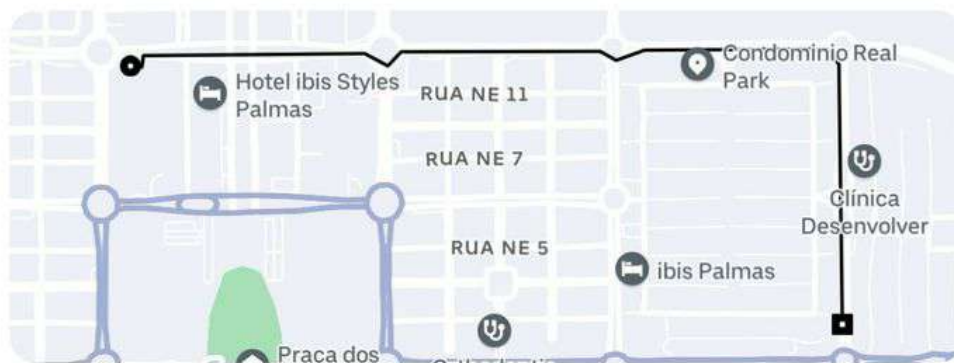 Condominio Real
Park
Hotel ibis Styles
Palmas
RUA NE 11
RUA NE 7
Clínica
Desenvolver
RUA NE 5
ibis Palmas
Praça dos